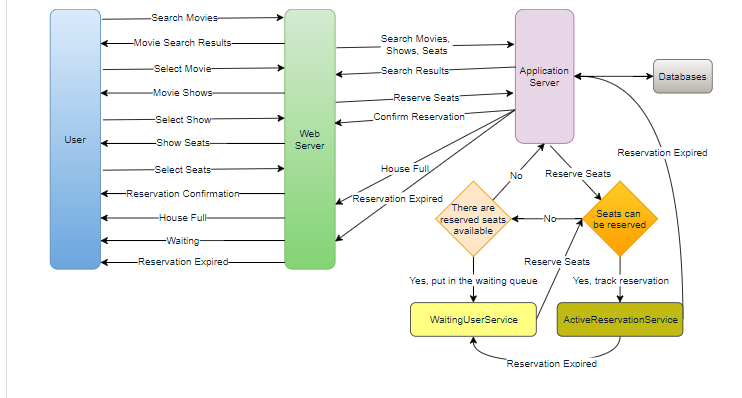 User
Search Movies
Movie Search Results
Select Movie
Movie Shows
Select Show
Show Seats
Select Seats
Reservation Confirmation
House Full
Waiting
Reservation Expired
Web
Server
Search Movies,
Shows, Seats
Search Results
Reserve Seats
Confirm Reservation
House Full
Reservation Expired
Application
Server
Databases
Reservation Expired
No
Reserve Seats
There are
reserved seats
available
No
Seats can
be reserved
Reserve Seats
Yes, put in the waiting queue
Yes, track reservation
WaitingUserService
ActiveReservationService
Reservation Expired